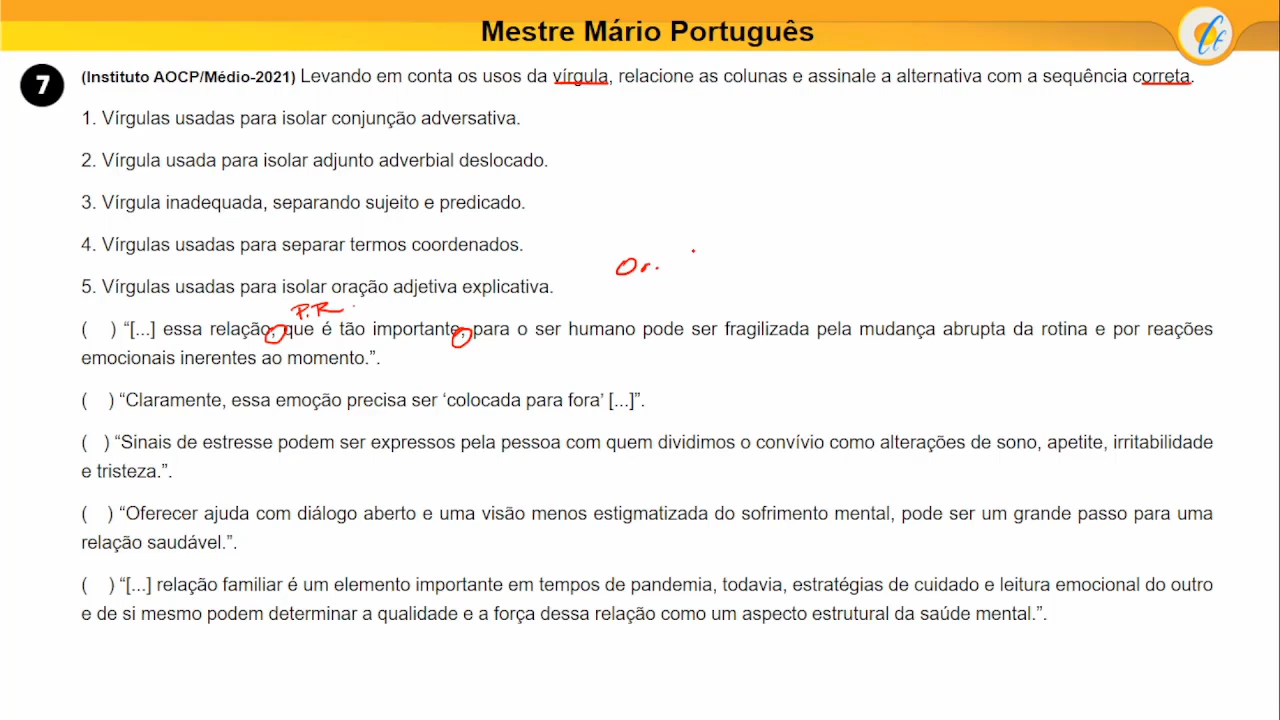 Mestre Mário Português
7 (Instituto AOCP/Médio-2021) Levando em conta os usos da vírgula, relacione as colunas e assinale a alternativa com a sequência correta.
1. Vírgulas usadas para isolar conjunção adversativa.
2. Vírgula usada para isolar adjunto adverbial deslocado.
3. Vírgula inadequada, separando sujeito e predicado.
4. Vírgulas usadas para separar termos coordenados.
Or.
5. Vírgulas usadas para isolar oração adjetiva explicativa.
P.R
( ) “[...] essa relação, que é tão importante, para o ser humano pode ser fragilizada pela mudança abrupta da rotina e por reações
emocionais inerentes ao momento.”.
( ) “Claramente, essa emoção precisa ser ‘colocada para fora’ [...]”.
( ) “Sinais de estresse podem ser expressos pela pessoa com quem dividimos o convívio como alterações de sono, apetite, irritabilidade
e tristeza.”.
( ) “Oferecer ajuda com diálogo aberto e uma visão menos estigmatizada do sofrimento mental, pode ser um grande passo para uma
relação saudável.”.
( ) “[...] relação familiar é um elemento importante em tempos de pandemia, todavia, estratégias de cuidado e leitura emocional do outro
e de si mesmo podem determinar a qualidade e a força dessa relação como um aspecto estrutural da saúde mental.”.